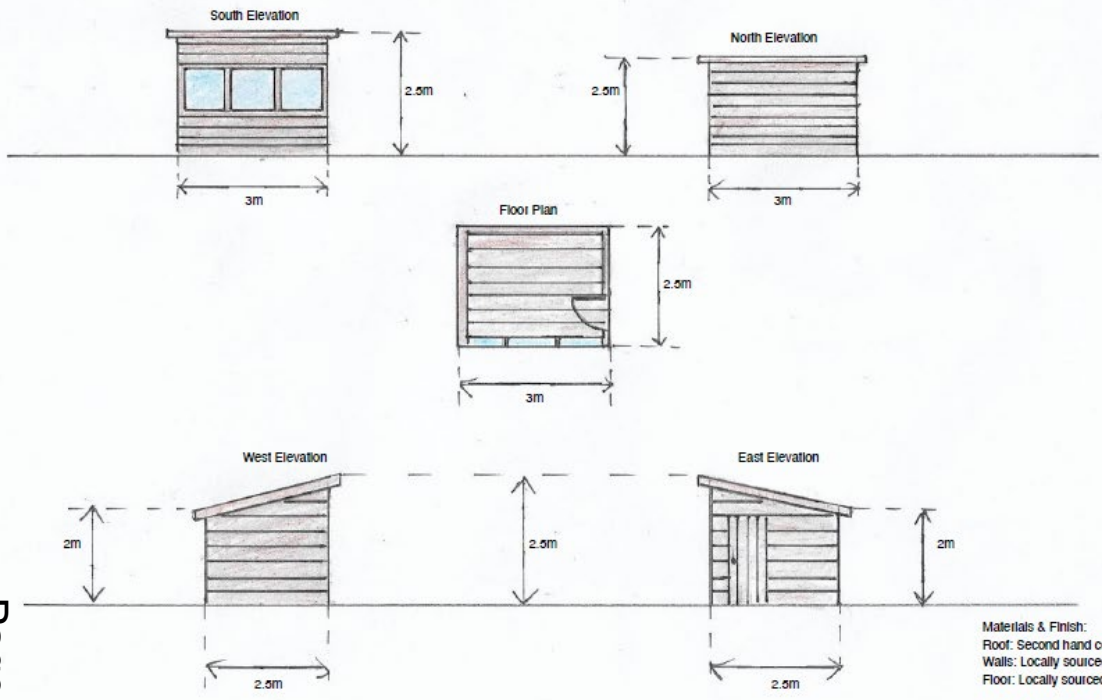 South Elevation
2.5m
3m
North Elevation
2.5m
3m
Floor Plan
2.5m
3m
West Elevation
2m
2.5m
2.5m
East Elevation
2m
2.5m
Materials & Finish:
Roof: Second hand
Walls: Locally sourced
Floor: Locally sourced